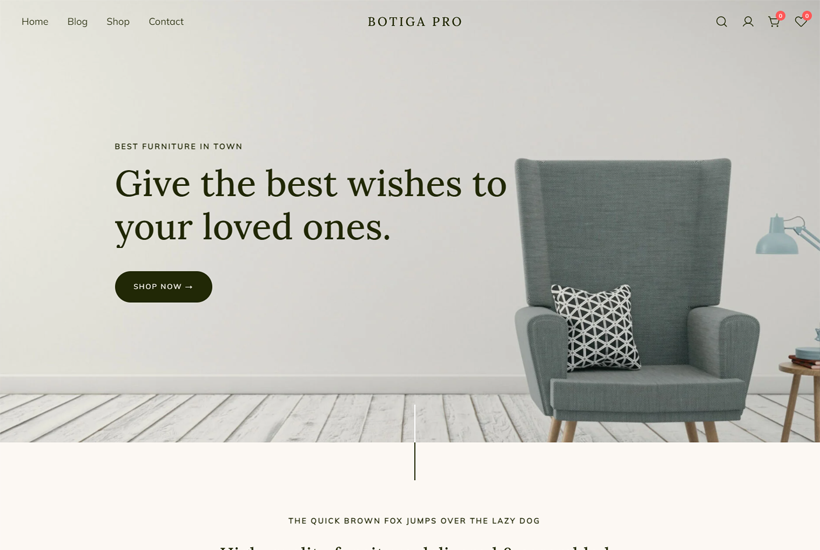 Home Blog Shop Contact
BOTIGA PRO
0 0
BEST FURNITURE IN TOWN
Give the best wishes to
your loved ones.
SHOP NOW →
THE QUICK BROWN FOX JUMPS OVER THE LAZY DOG